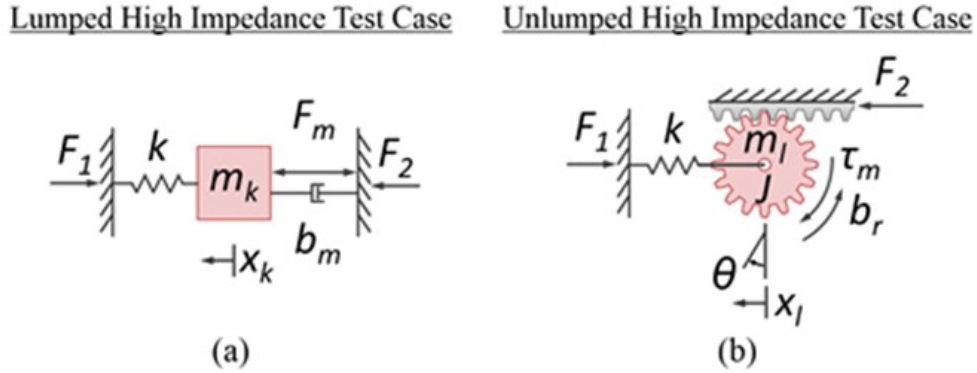 Lumped High Impedance Test Case
F₁ k mₖ Fₘ F₂
bₘ
xₖ
(a)
Unlumped High Impedance Test Case
F₁ k mₗ F₂
J τₘ
bᵣ
θ
xₗ
(b)